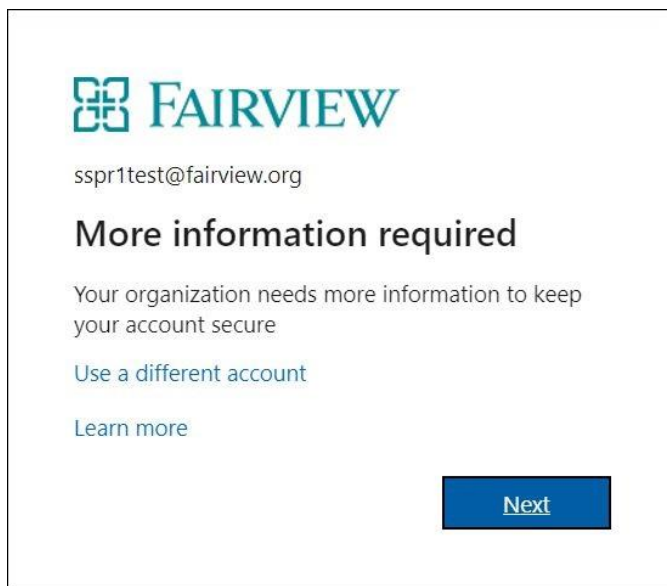 FAIRVIEW
sspr1test@fairview.org
More information required
Your organization needs more information to keep
your account secure
Use a different account
Learn more
Next